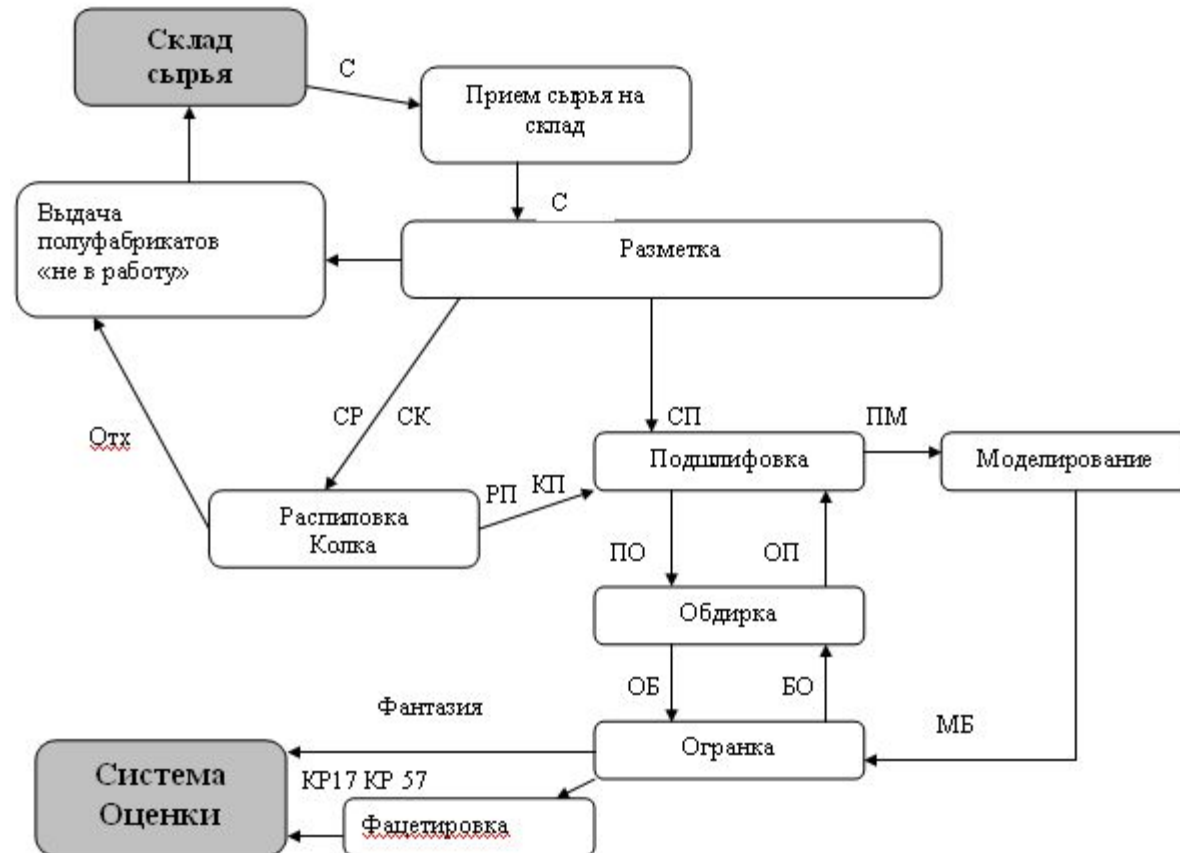 Склад
сырья
С
Прием сырья на
склад
С
Выдача
полуфабрикатов
«не в работу»
Разметка
Отх
СР
СК
СП
ПМ
Подшлифовка
Моделирование
РП
КП
Распиловка
Колка
ПО
ОП
Обдирка
ОБ
БО
Фантазия
МБ
Огранка
Система
Оценки
КР17 КР 57
Фацетировка